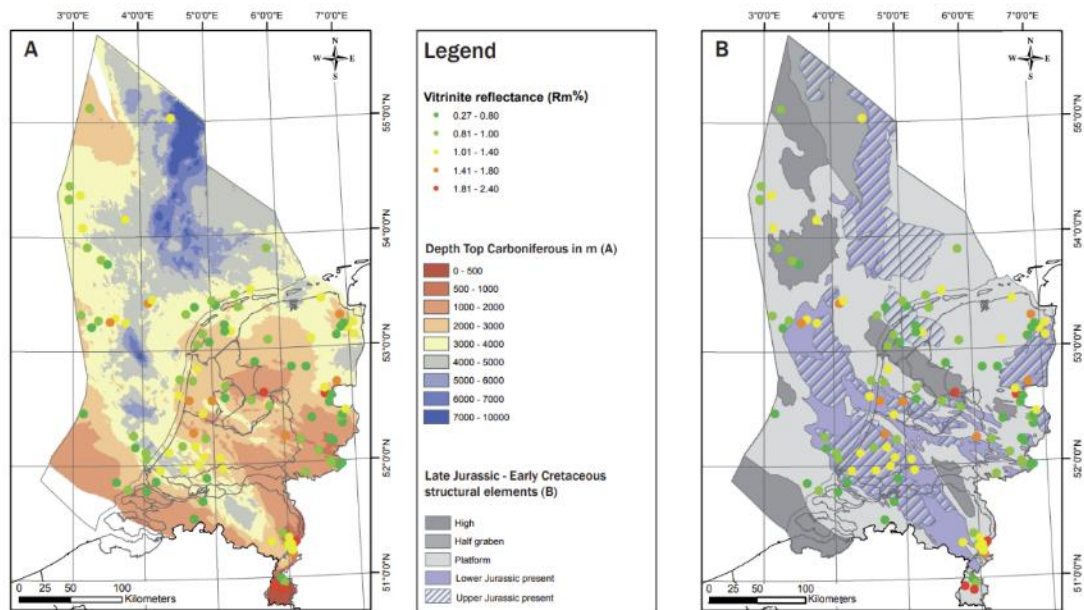 3°0'0"E 4°0'0"E 5°0'0"E 6°0'0"E 7°0'0"E
A
N
W E
S
55°0'0"N
54°0'0"N
53°0'0"N
52°0'0"N
51°0'0"N
0 25 50 100
Kilometers
Legend
Vitrinite reflectance (Rm%)
0.27 - 0.80
0.81 - 1.00
1.01 - 1.40
1.41 - 1.80
1.81 - 2.40
Depth Top Carboniferous in m (A)
0 - 500
500 - 1000
1000 - 2000
2000 - 3000
3000 - 4000
4000 - 5000
5000 - 6000
6000 - 7000
7000 - 10000
Late Jurassic - Early Cretaceous
structural elements (B)
High
Half graben
Platform
Lower Jurassic present
Upper Jurassic present
3°0'0"E 4°0'0"E 5°0'0"E 6°0'0"E 7°0'0"E
B
N
W E
S
55°0'0"N
54°0'0"N
53°0'0"N
52°0'0"N
51°0'0"N
0 25 50 100
Kilometers